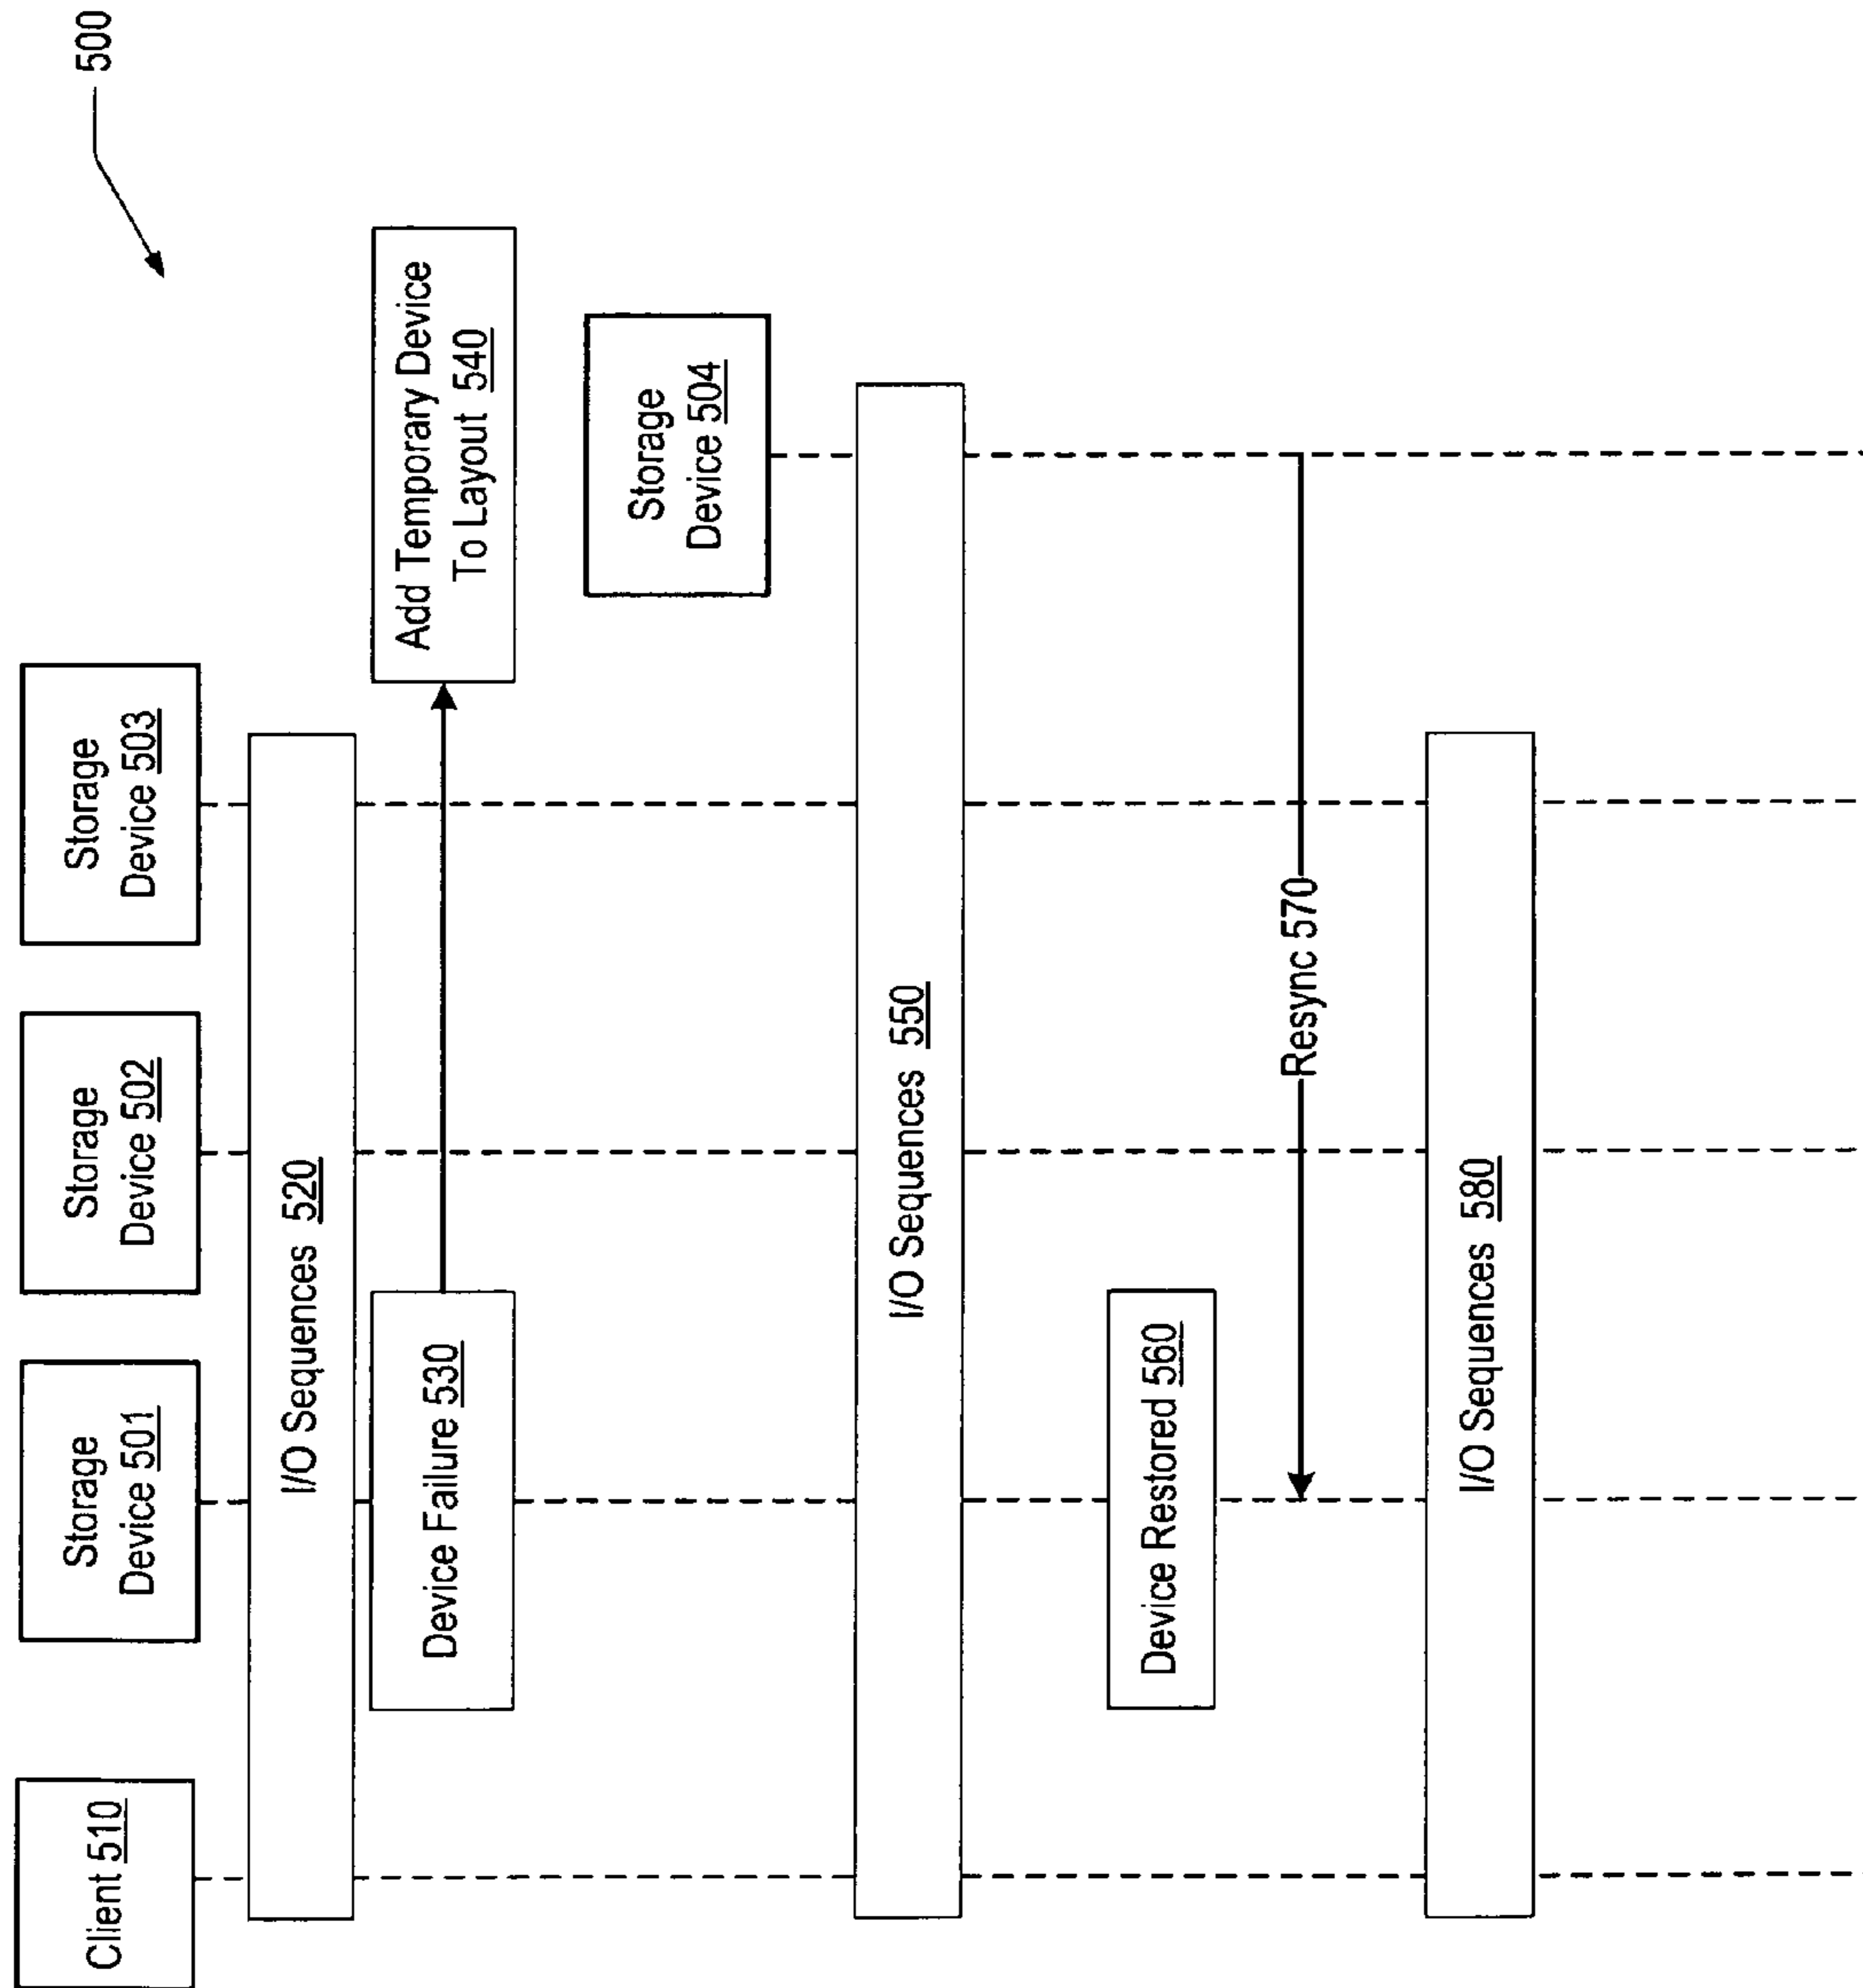 500
Client 510
Storage
Device 501
Storage
Device 502
Storage
Device 503
I/O Sequences 520
Device Failure 530
Add Temporary Device
To Layout 540
Storage
Device 504
I/O Sequences 550
Device Restored 560
Resync 570
I/O Sequences 580